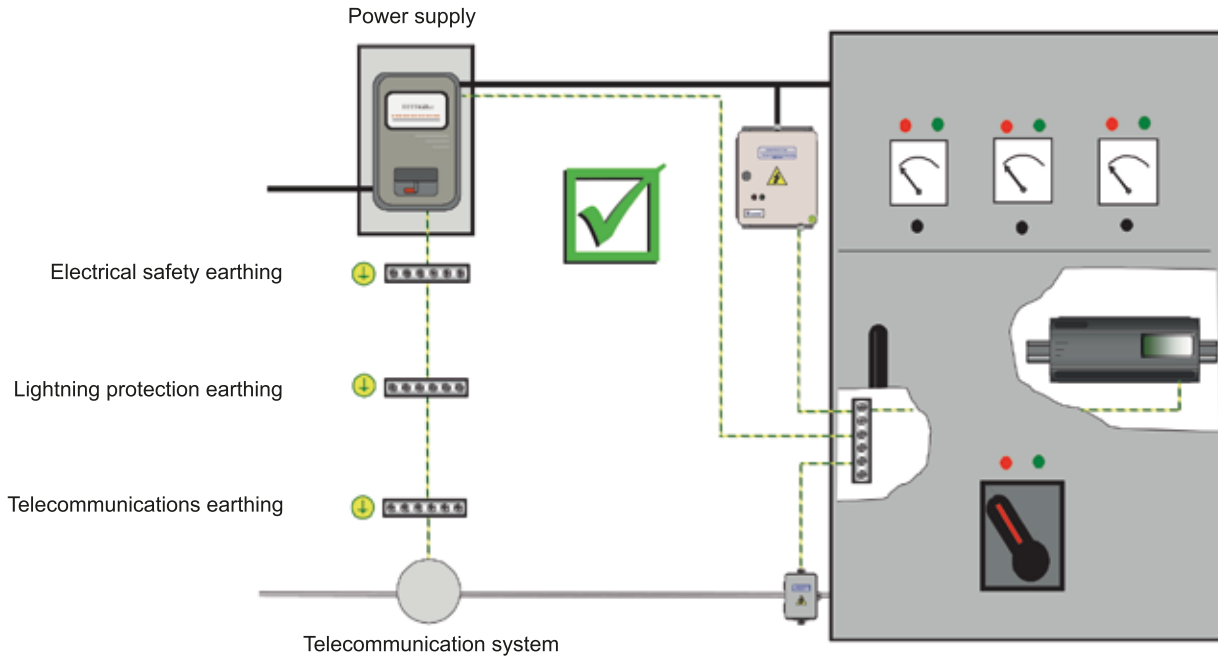 Power supply
Electrical safety earthing
Lightning protection earthing
Telecommunications earthing
Telecommunication system